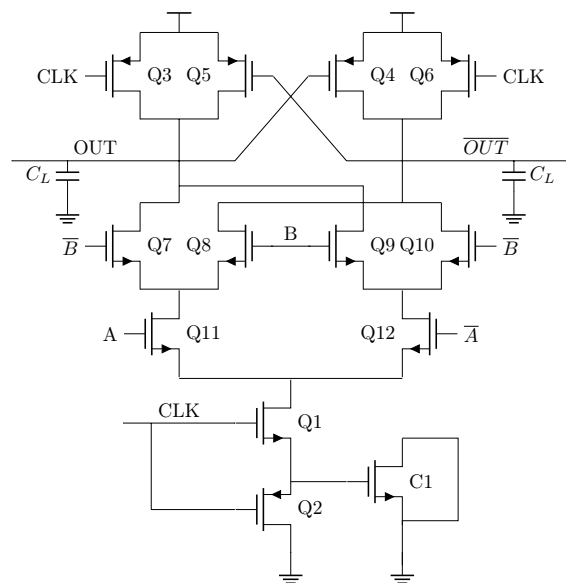 CLK Q3 Q5 Q4 Q6 CLK
OUT $\overline{OUT}$
$C_L$ $C_L$
$\overline{B}$ Q7 Q8 B Q9 Q10 $\overline{B}$
A Q11 Q12 $\overline{A}$
CLK Q1
Q2 C1